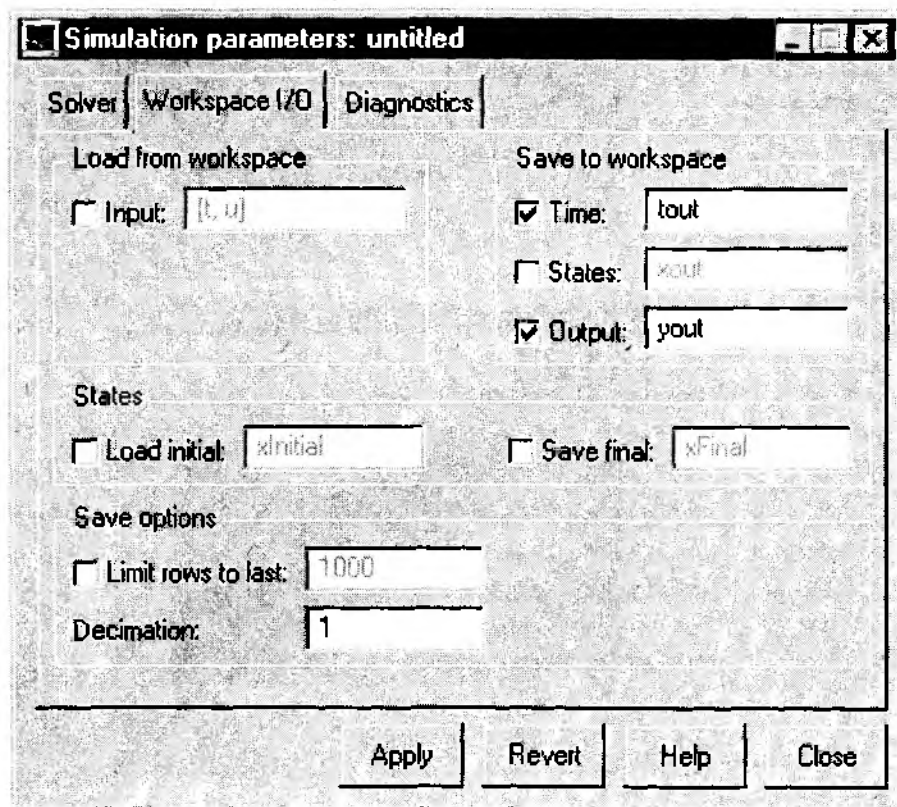 Simulation parameters: untitled
Solver Workspace I/O Diagnostics
Load from workspace
Input: [t, u]
Save to workspace
Time: tout
States: xout
Output: yout
States
Load initial: xInitial
Save final: xFinal
Save options
Limit rows to last: 1000
Decimation: 1
Apply Revert Help Close